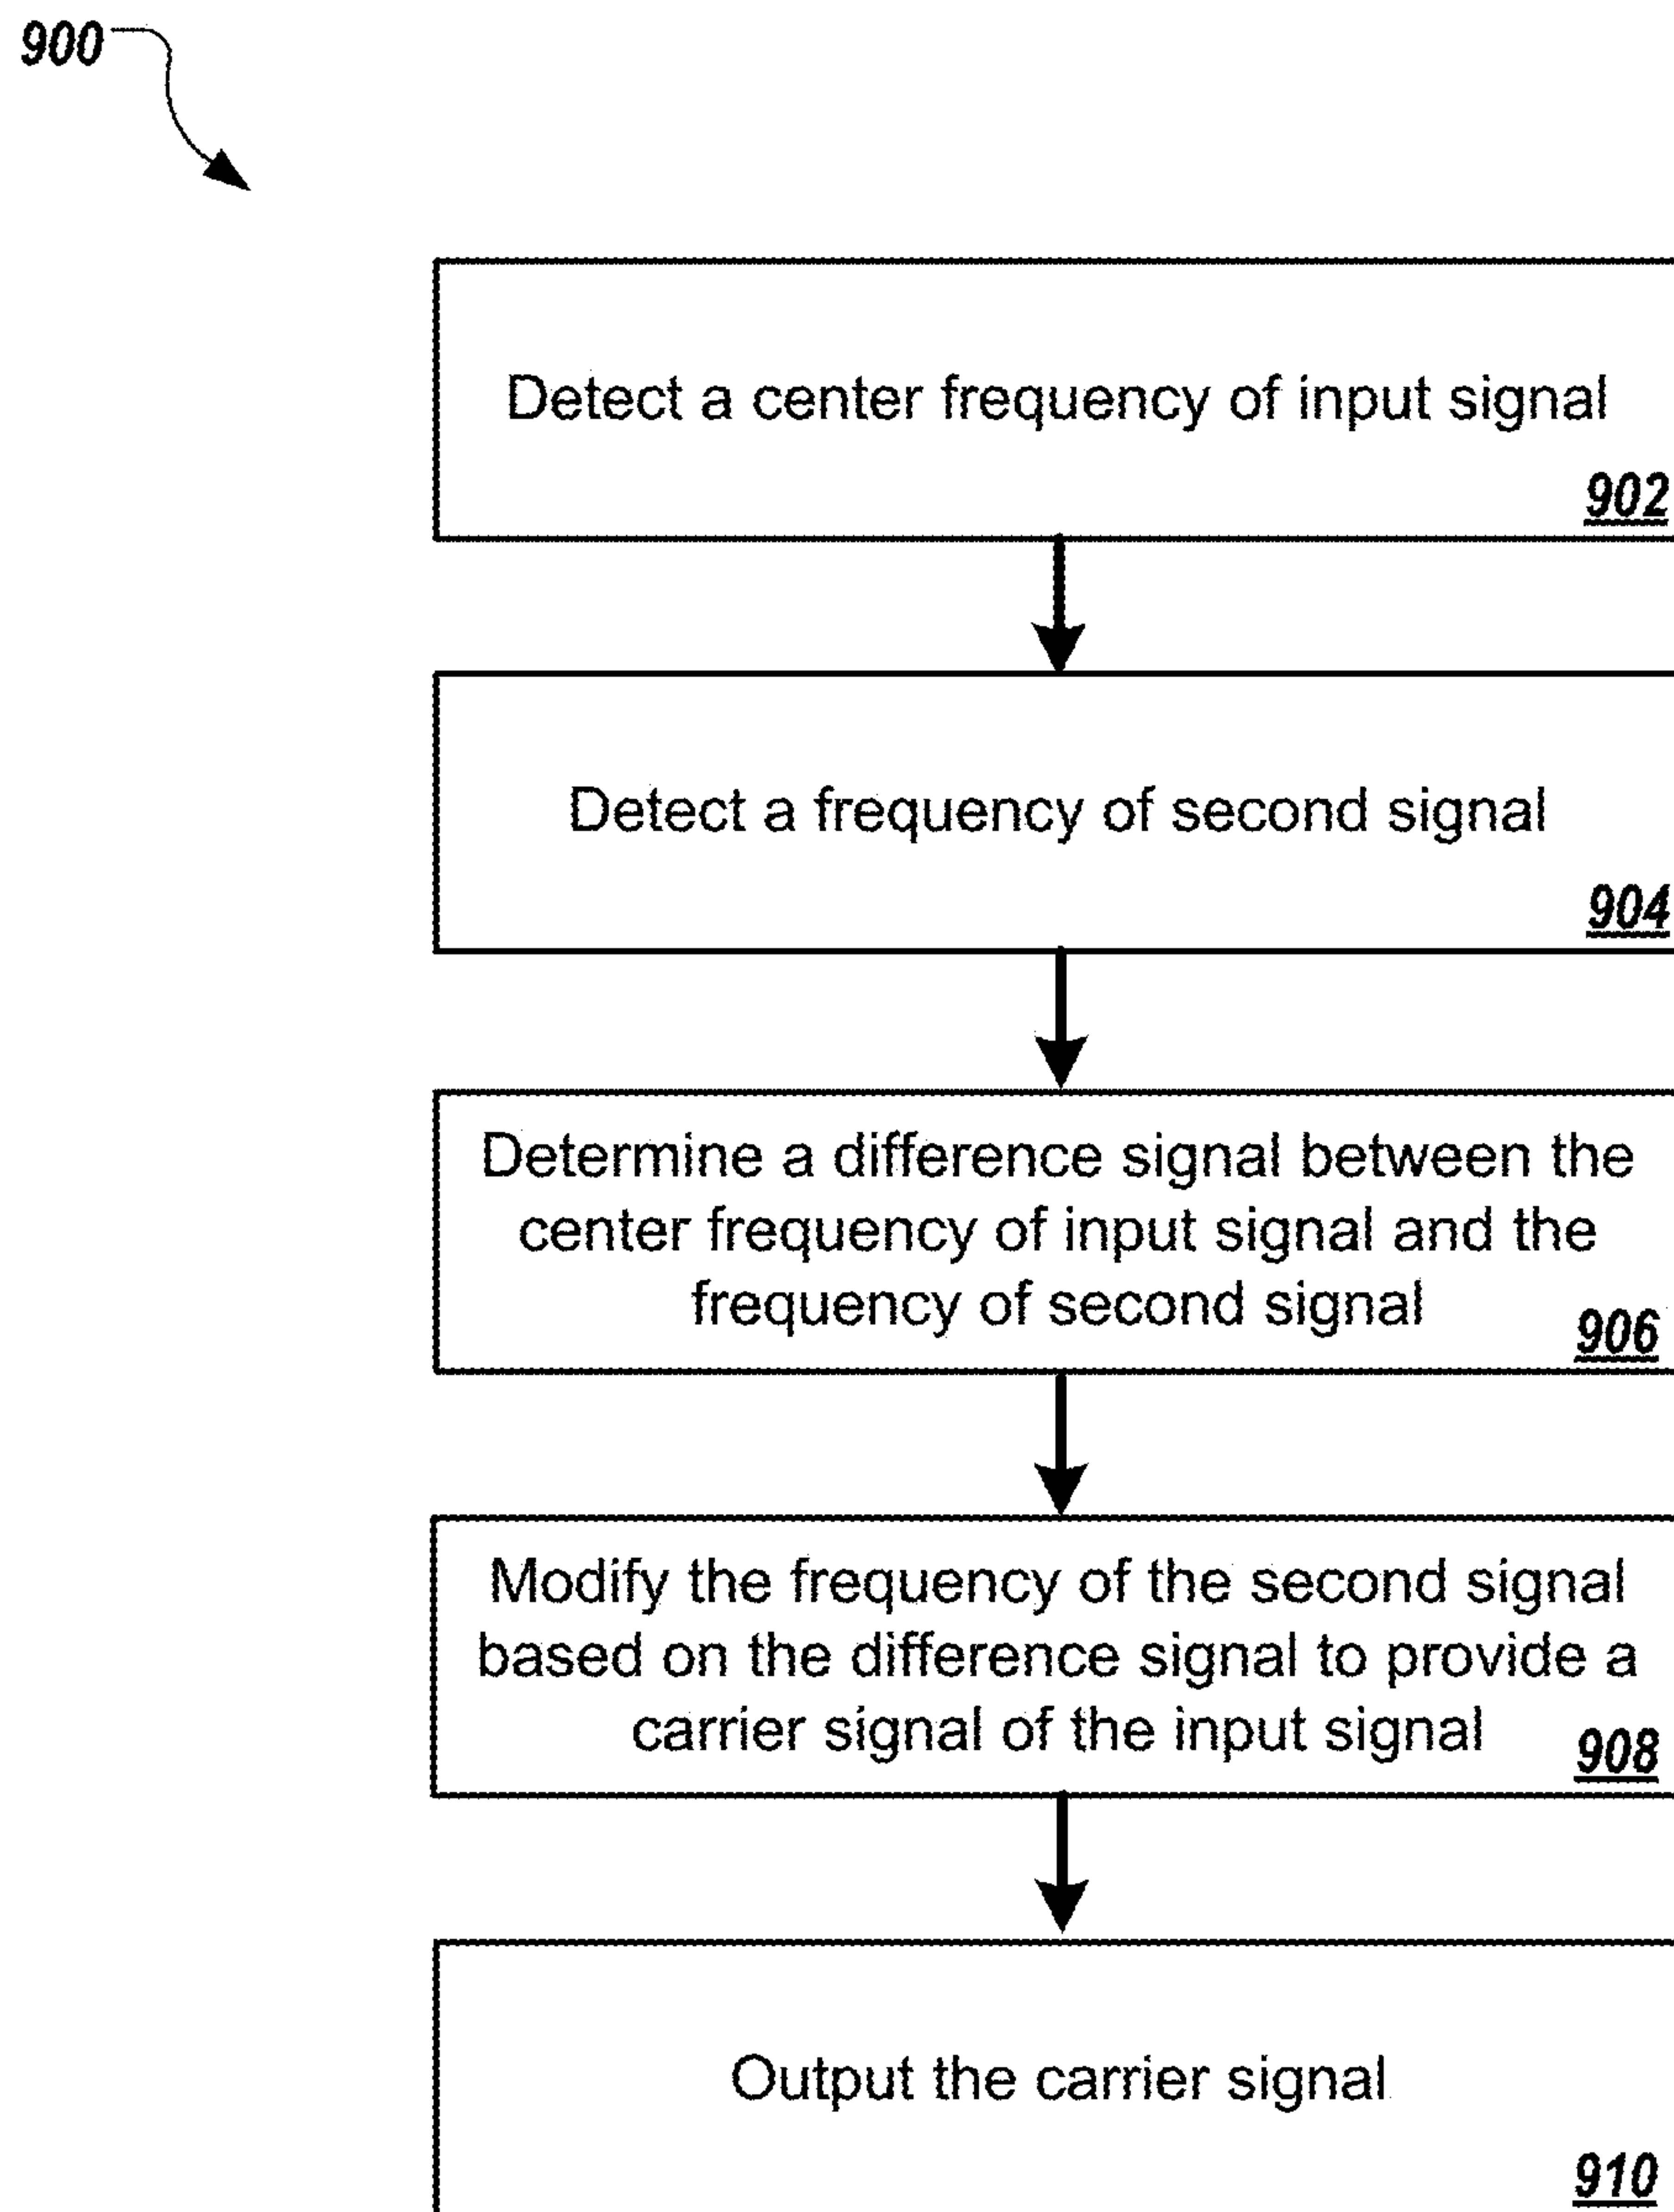 900
Detect a center frequency of input signal
902
Detect a frequency of second signal
904
Determine a difference signal between the
center frequency of input signal and the
frequency of second signal
906
Modify the frequency of the second signal
based on the difference signal to provide a
carrier signal of the input signal
908
Output the carrier signal
910